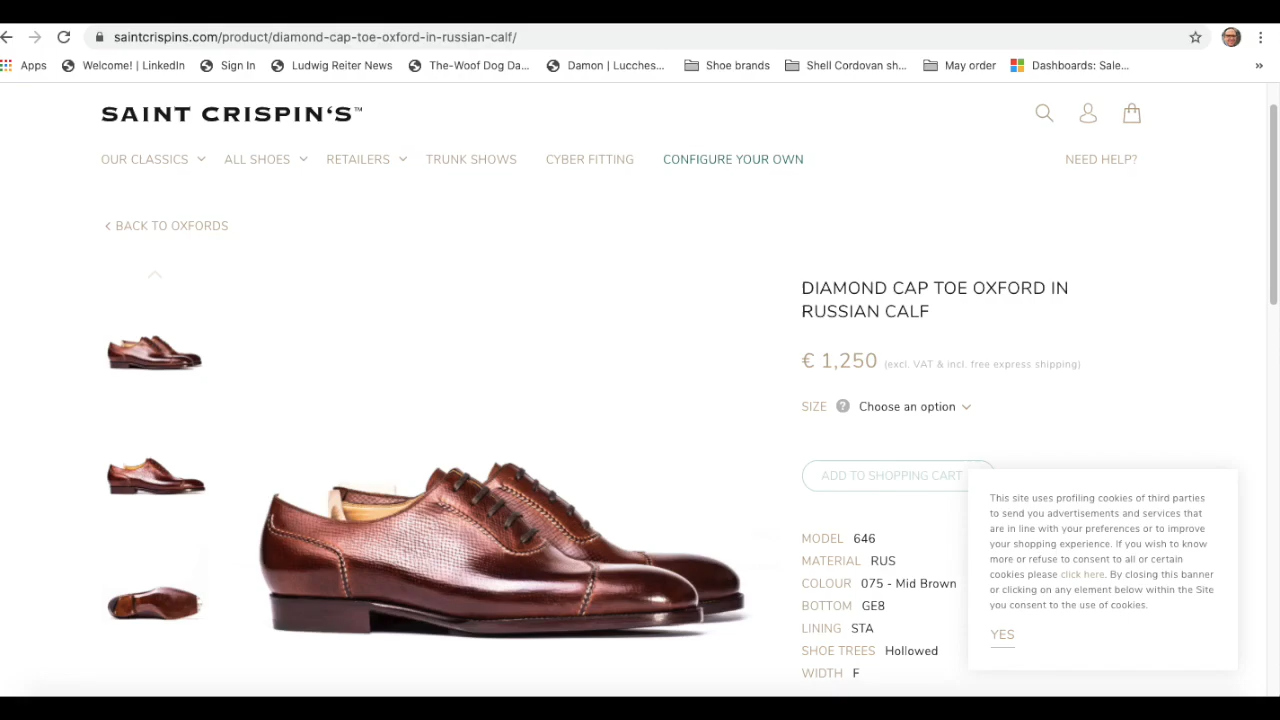 saintcrispins.com/product/diamond-cap-toe-oxford-in-russian-calf/
Apps Welcome! | LinkedIn Sign In Ludwig Reiter News The-Woof Dog Da... Damon | Lucches... Shoe brands Shell Cordovan sh... May order Dashboards: Sale... »
SAINT CRISPIN'S™
OUR CLASSICS ALL SHOES RETAILERS TRUNK SHOWS CYBER FITTING CONFIGURE YOUR OWN NEED HELP?
BACK TO OXFORDS
DIAMOND CAP TOE OXFORD IN
RUSSIAN CALF
€ 1,250 (excl. VAT & incl. free express shipping)
SIZE ? Choose an option
ADD TO SHOPPING CART
MODEL 646
MATERIAL RUS
COLOUR 075 - Mid Brown
BOTTOM GE8
LINING STA
SHOE TREES Hollowed
WIDTH F
This site uses profiling cookies of third parties
to send you advertisements and services that
are in line with your preferences or to improve
your shopping experience. If you wish to know
more or refuse to consent to all or certain
cookies please click here. By closing this banner
or clicking on any element below within the Site
you consent to the use of cookies.
YES